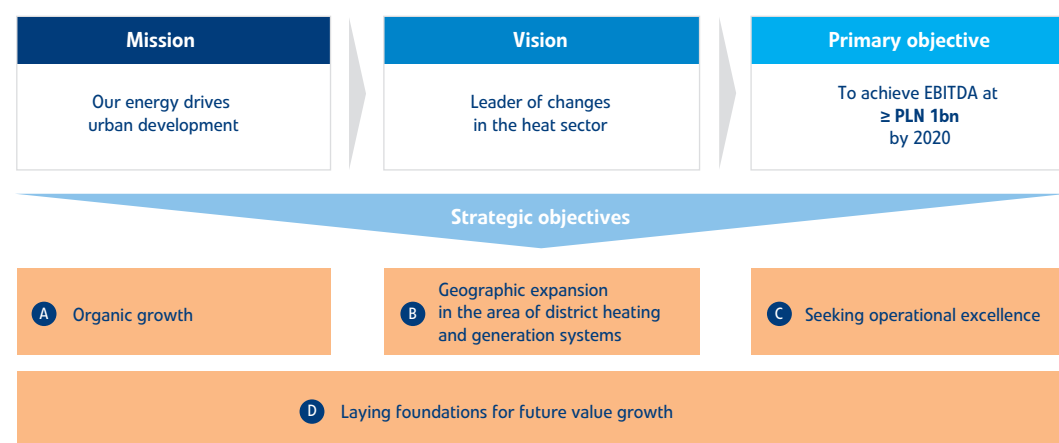 Mission
Our energy drives
urban development
Vision
Leader of changes
in the heat sector
Primary objective
To achieve EBITDA at
≥ PLN 1bn
by 2020
Strategic objectives
A Organic growth
B Geographic expansion
in the area of district heating
and generation systems
C Seeking operational excellence
D Laying foundations for future value growth